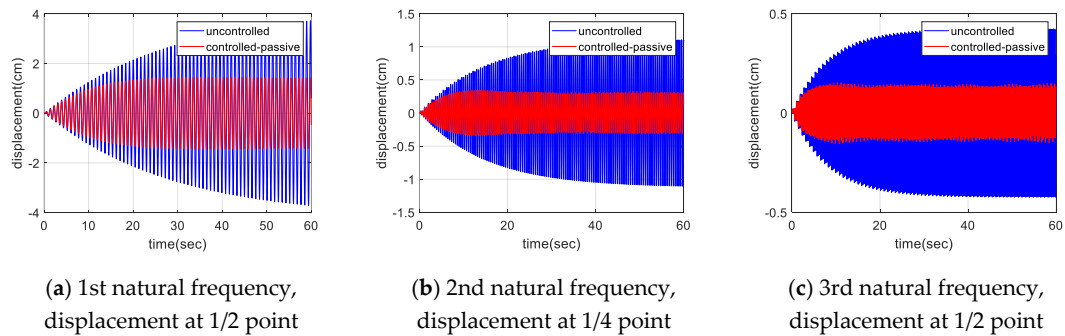 4
2
0
-2
-4
displacement(cm)
0 10 20 30 40 50 60
time(sec)
uncontrolled
controlled-passive
(a) 1st natural frequency,
displacement at 1/2 point
1.5
1
0.5
0
-0.5
-1
-1.5
displacement(cm)
0 20 40 60
time(sec)
uncontrolled
controlled-passive
(b) 2nd natural frequency,
displacement at 1/4 point
0.5
0
-0.5
displacement(cm)
0 20 40 60
time(sec)
uncontrolled
controlled-passive
(c) 3rd natural frequency,
displacement at 1/2 point